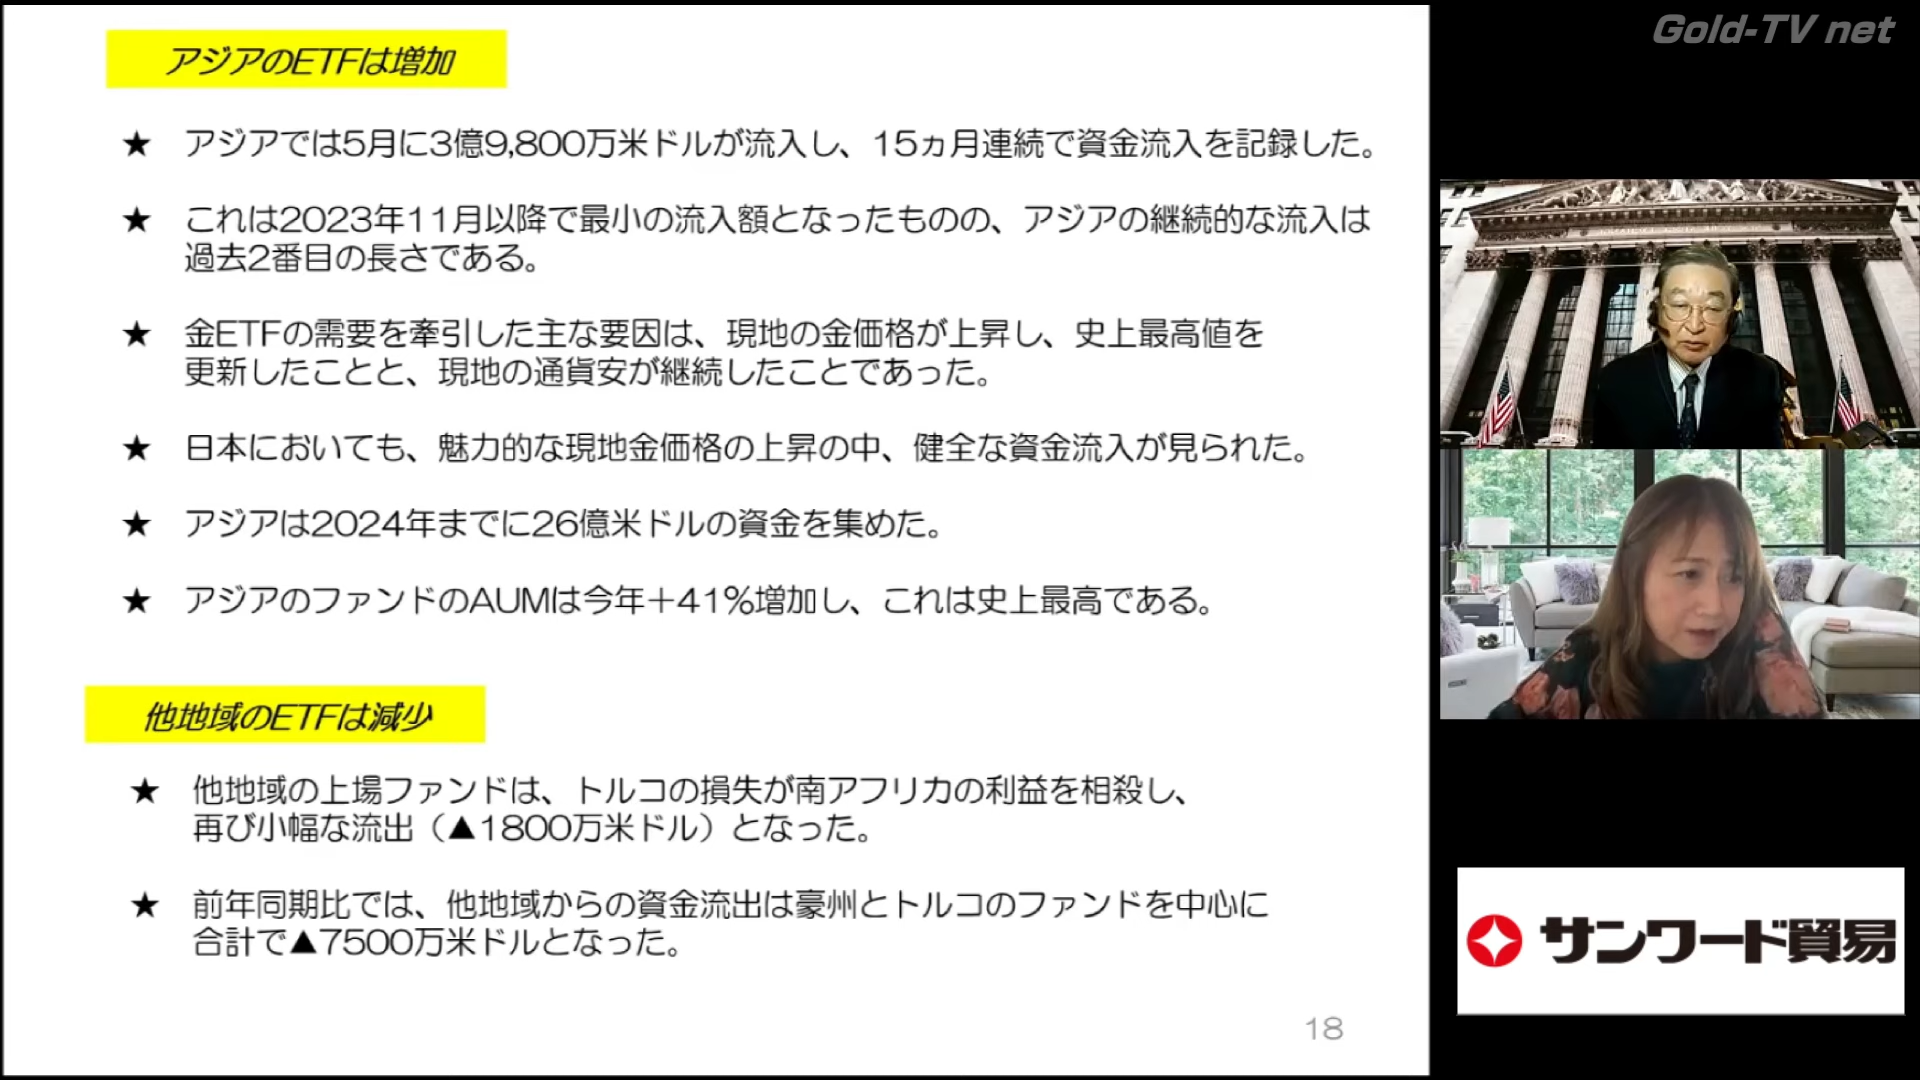 アジアのETFは増加
★ アジアでは5月に3億9,800万米ドルが流入し、15ヵ月連続で資金流入を記録した。
★ これは2023年11月以降で最小の流入額となったものの、アジアの継続的な流入は
過去2番目の長さである。
★ 金ETFの需要を牽引した主な要因は、現地の金価格が上昇し、史上最高値を
更新したことと、現地の通貨安が継続したことであった。
★ 日本においても、魅力的な現地金価格の上昇の中、健全な資金流入が見られた。
★ アジアは2024年までに26億米ドルの資金を集めた。
★ アジアのファンドのAUMは今年＋41％増加し、これは史上最高である。
他地域のETFは減少
★ 他地域の上場ファンドは、トルコの損失が南アフリカの利益を相殺し、
再び小幅な流出（▲1800万米ドル）となった。
★ 前年同期比では、他地域からの資金流出は豪州とトルコのファンドを中心に
合計で▲7500万米ドルとなった。
18
Gold-TV net
サンワード貿易